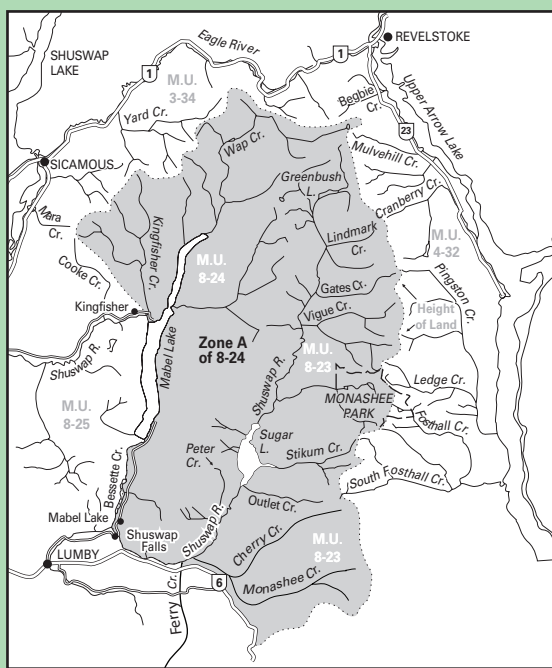 REVELSTOKE
SHUSWAP
LAKE
Eagle River
1
1
M.U.
3-34
Yard Cr.
Begbie
Cr.
23
Upper Arrow Lake
Wap Cr.
Mulvehill Cr.
SICAMOUS
Greenbush
L.
Cranberry Cr.
Mara
Cr.
Kingfisher Cr.
Lindmark
Cr.
M.U.
4-32
M.U.
8-24
Cooke Cr.
Gates Cr.
Pingston Cr.
Kingfisher
Vigue Cr.
Height
of Land
Mabel Lake
Zone A
of 8-24
Shuswap R.
Shuswap R.
M.U.
8-23
Ledge Cr.
M.U.
8-25
MONASHEE
PARK
Fosthall Cr.
Sugar
L.
Peter
Cr.
Stikum Cr.
Bessette Cr.
South Fosthall Cr.
Outlet Cr.
Mabel Lake
Shuswap R.
Shuswap
Falls
Cherry Cr.
M.U.
8-23
LUMBY
Monashee Cr.
6
Ferry Cr.